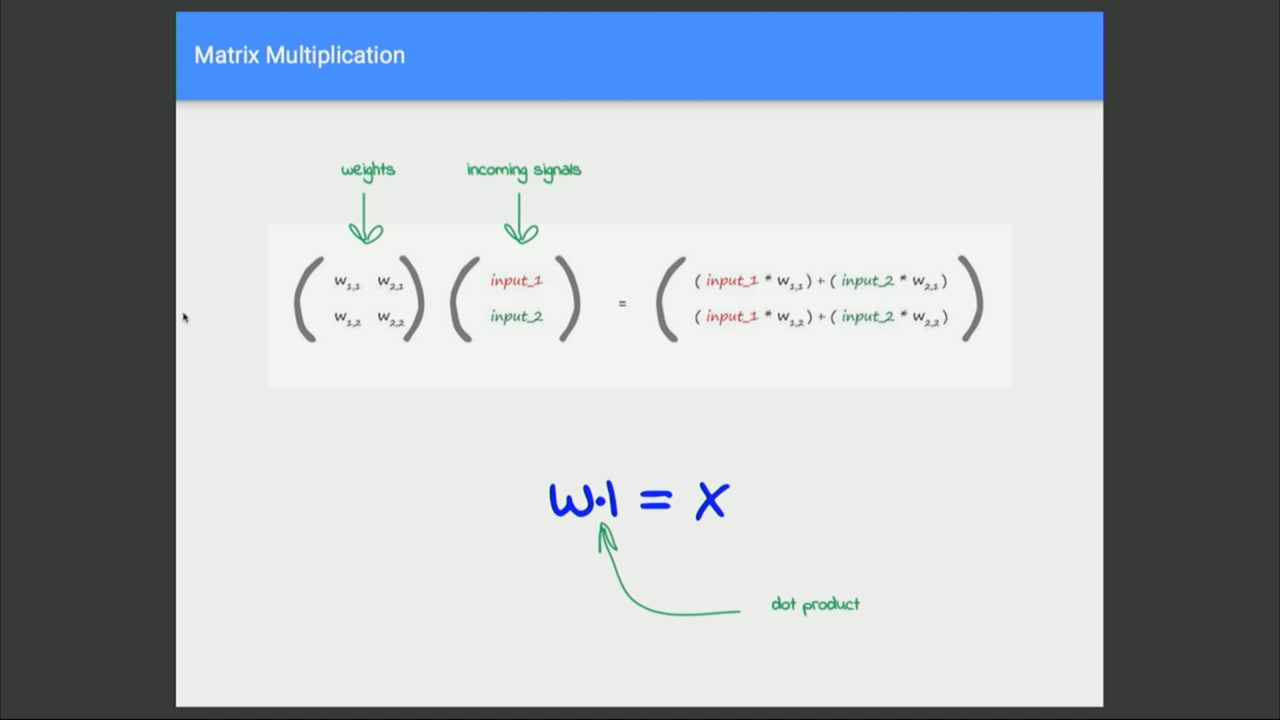 Matrix Multiplication
weights incoming signals
( w1,1 w2,1 ) ( input_1 ) = ( ( input_1 * w1,1 ) + ( input_2 * w2,1 ) )
( w1,2 w2,2 ) ( input_2 ) ( ( input_1 * w1,2 ) + ( input_2 * w2,2 ) )
W·I = X
dot product